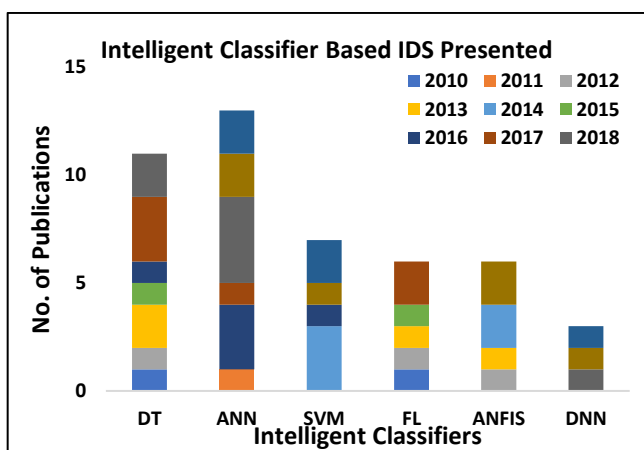 Intelligent Classifier Based IDS Presented
15
2010 2011 2012
2013 2014 2015
2016 2017 2018
10
5
0
No. of Publications
DT ANN SVM FL ANFIS DNN
Intelligent Classifiers